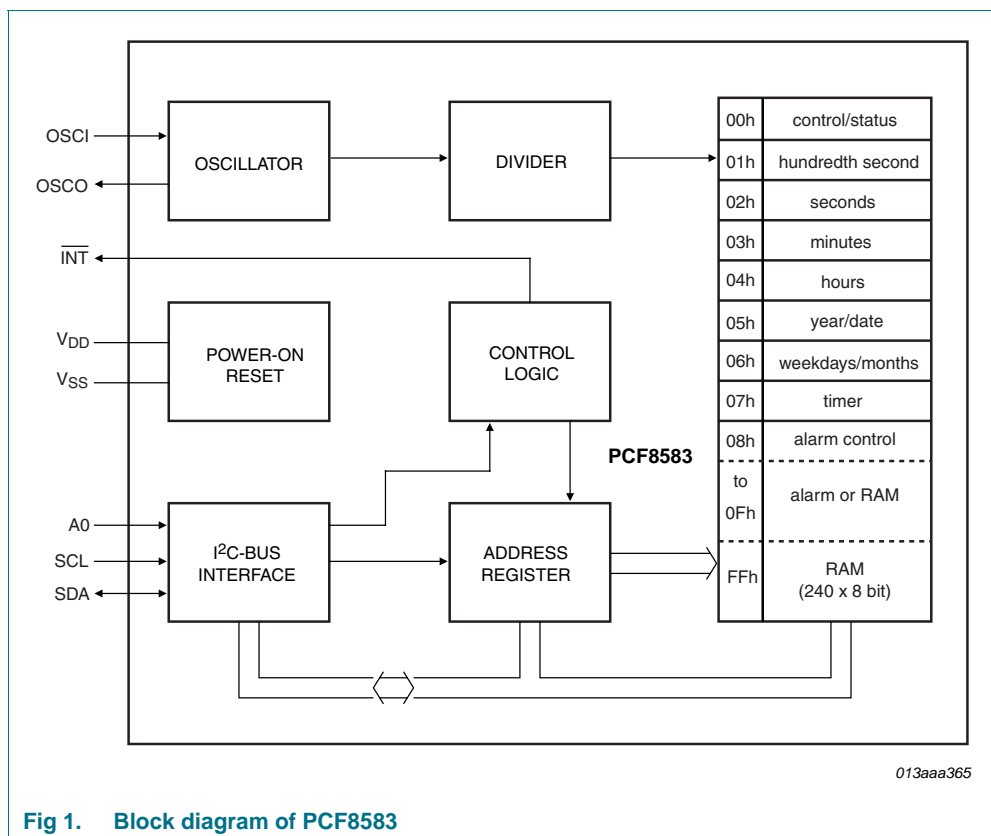 OSCI
OSCO
INT
VDD
VSS
A0
SCL
SDA
OSCILLATOR
DIVIDER
POWER-ON
RESET
CONTROL
LOGIC
PCF8583
I2C-BUS
INTERFACE
ADDRESS
REGISTER
00h control/status
01h hundredth second
02h seconds
03h minutes
04h hours
05h year/date
06h weekdays/months
07h timer
08h alarm control
to
0Fh
alarm or RAM
FFh
RAM
(240 x 8 bit)
013aaa365
Fig 1. Block diagram of PCF8583